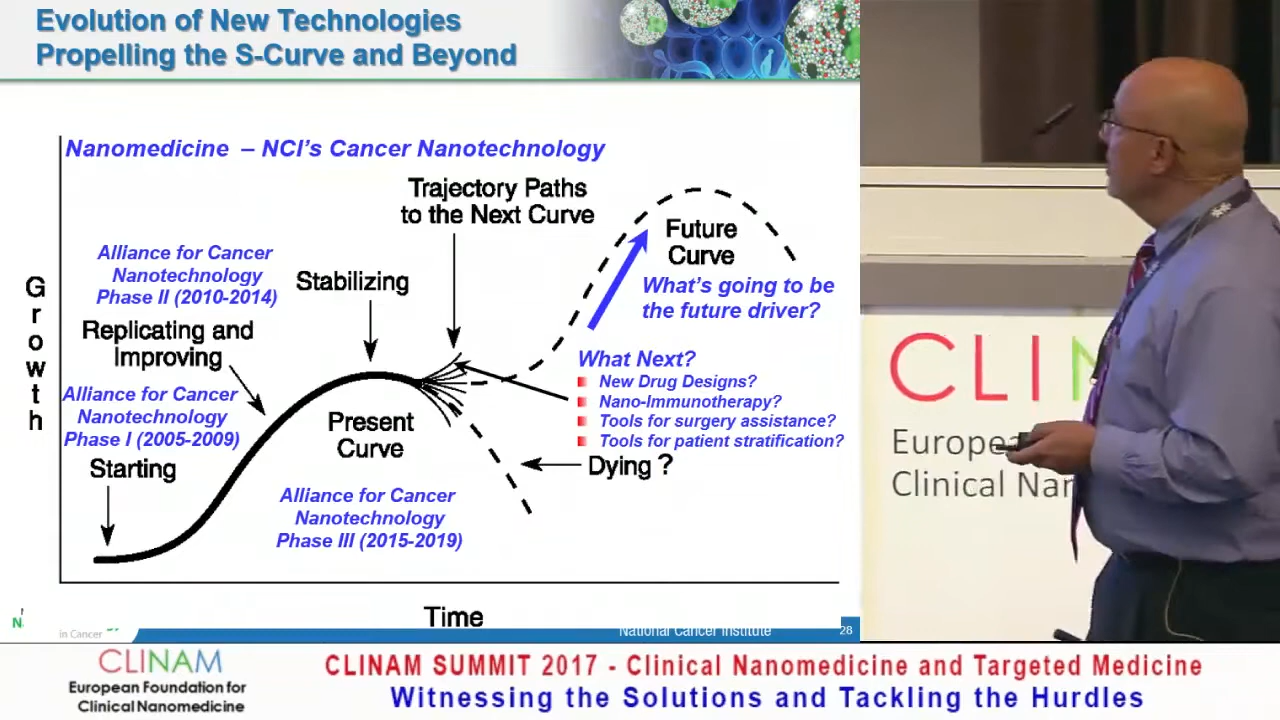 Evolution of New Technologies
Propelling the S-Curve and Beyond
Nanomedicine – NCI's Cancer Nanotechnology
Trajectory Paths
to the Next Curve
Future
Curve
What's going to be
the future driver?
Alliance for Cancer
Nanotechnology
Phase II (2010-2014)
Stabilizing
Growth
Replicating and
Improving
What Next?
New Drug Designs?
Nano-Immunotherapy?
Tools for surgery assistance?
Tools for patient stratification?
Alliance for Cancer
Nanotechnology
Phase I (2005-2009)
Present
Curve
Starting
Dying ?
Alliance for Cancer
Nanotechnology
Phase III (2015-2019)
Time
in Cancer
National Cancer Institute
28
CLIN
Europe
Clinical Nan
CLINAM
European Foundation for
Clinical Nanomedicine
CLINAM SUMMIT 2017 - Clinical Nanomedicine and Targeted Medicine
Witnessing the Solutions and Tackling the Hurdles